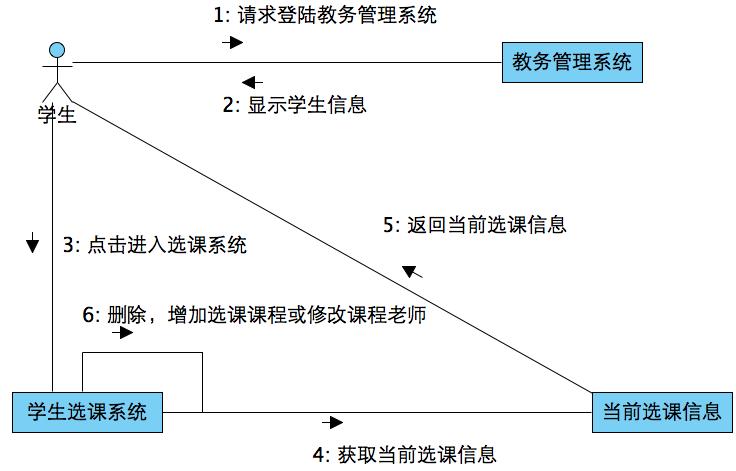 1: 请求登陆教务管理系统
教务管理系统
2: 显示学生信息
学生
5: 返回当前选课信息
3: 点击进入选课系统
6: 删除，增加选课课程或修改课程老师
学生选课系统
当前选课信息
4: 获取当前选课信息